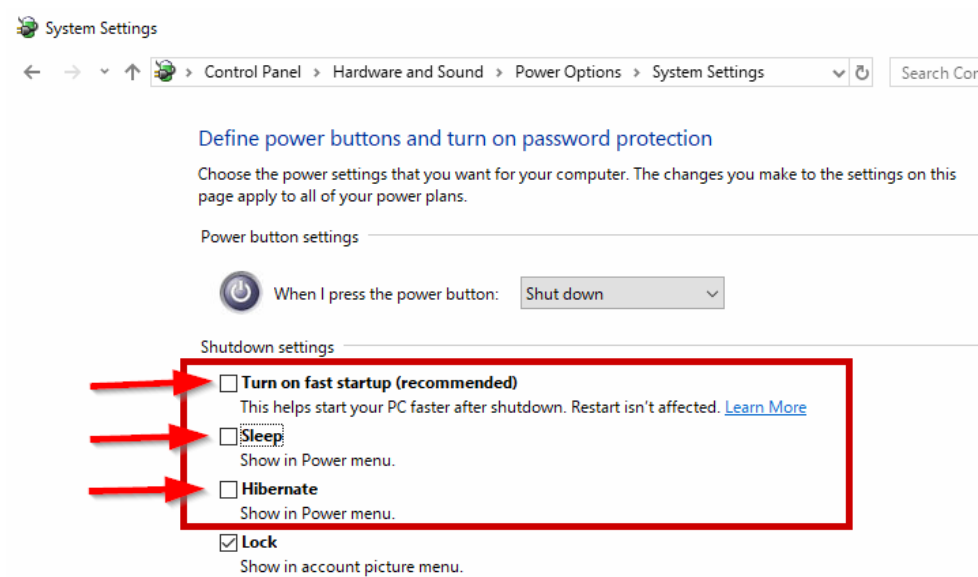 System Settings
Control Panel > Hardware and Sound > Power Options > System Settings
Search Con
Define power buttons and turn on password protection
Choose the power settings that you want for your computer. The changes you make to the settings on this
page apply to all of your power plans.
Power button settings
When I press the power button: Shut down
Shutdown settings
Turn on fast startup (recommended)
This helps start your PC faster after shutdown. Restart isn't affected. Learn More
Sleep
Show in Power menu.
Hibernate
Show in Power menu.
Lock
Show in account picture menu.